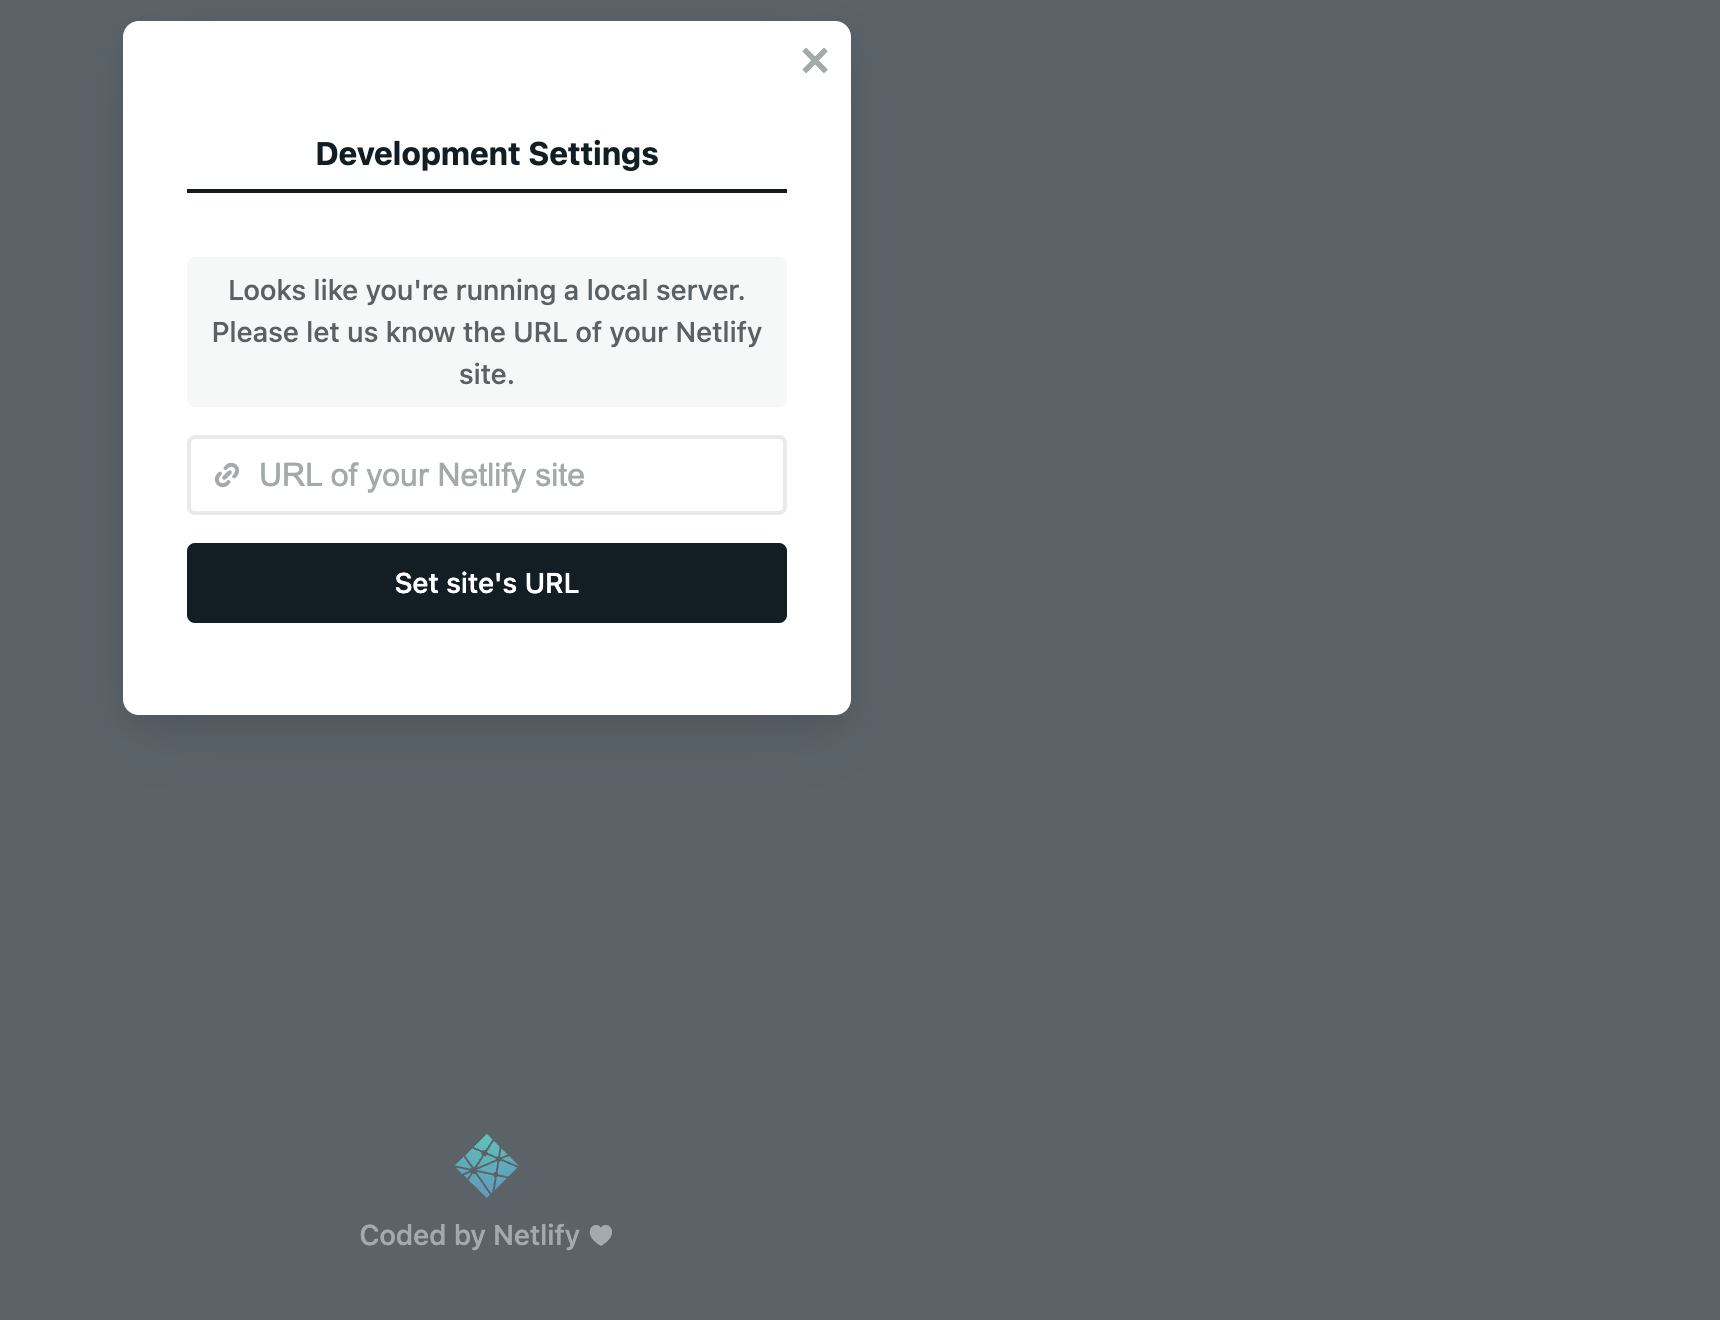 Development Settings
Looks like you're running a local server.
Please let us know the URL of your Netlify
site.
URL of your Netlify site
Set site's URL
Coded by Netlify